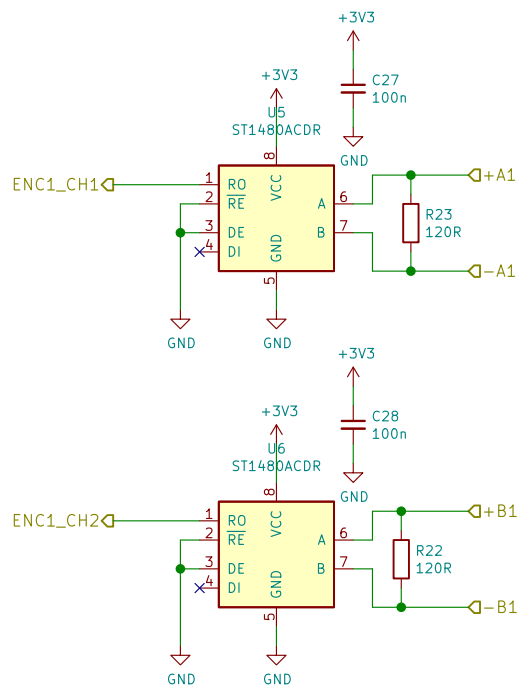 +3V3
C27
100n
GND
+3V3
U5
ST1480ACDR
ENC1_CH1
1 RO
2 RE
3 DE
4 DI
8
VCC
GND
5
A 6
B 7
+A1
R23
120R
-A1
GND
GND
+3V3
C28
100n
GND
+3V3
U6
ST1480ACDR
ENC1_CH2
1 RO
2 RE
3 DE
4 DI
8
VCC
GND
5
A 6
B 7
+B1
R22
120R
-B1
GND
GND